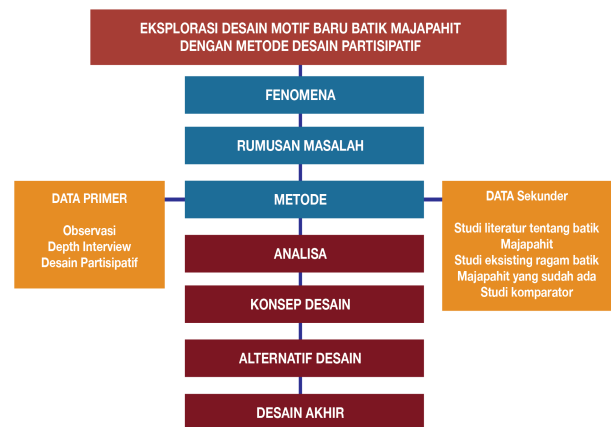 EKSPLORASI DESAIN MOTIF BARU BATIK MAJAPAHIT
DENGAN METODE DESAIN PARTISIPATIF
FENOMENA
RUMUSAN MASALAH
DATA PRIMER
Observasi
Depth Interview
Desain Partisipatif
METODE
DATA Sekunder
Studi literatur tentang batik
Majapahit
Studi eksisting ragam batik
Majapahit yang sudah ada
Studi komparator
ANALISA
KONSEP DESAIN
ALTERNATIF DESAIN
DESAIN AKHIR